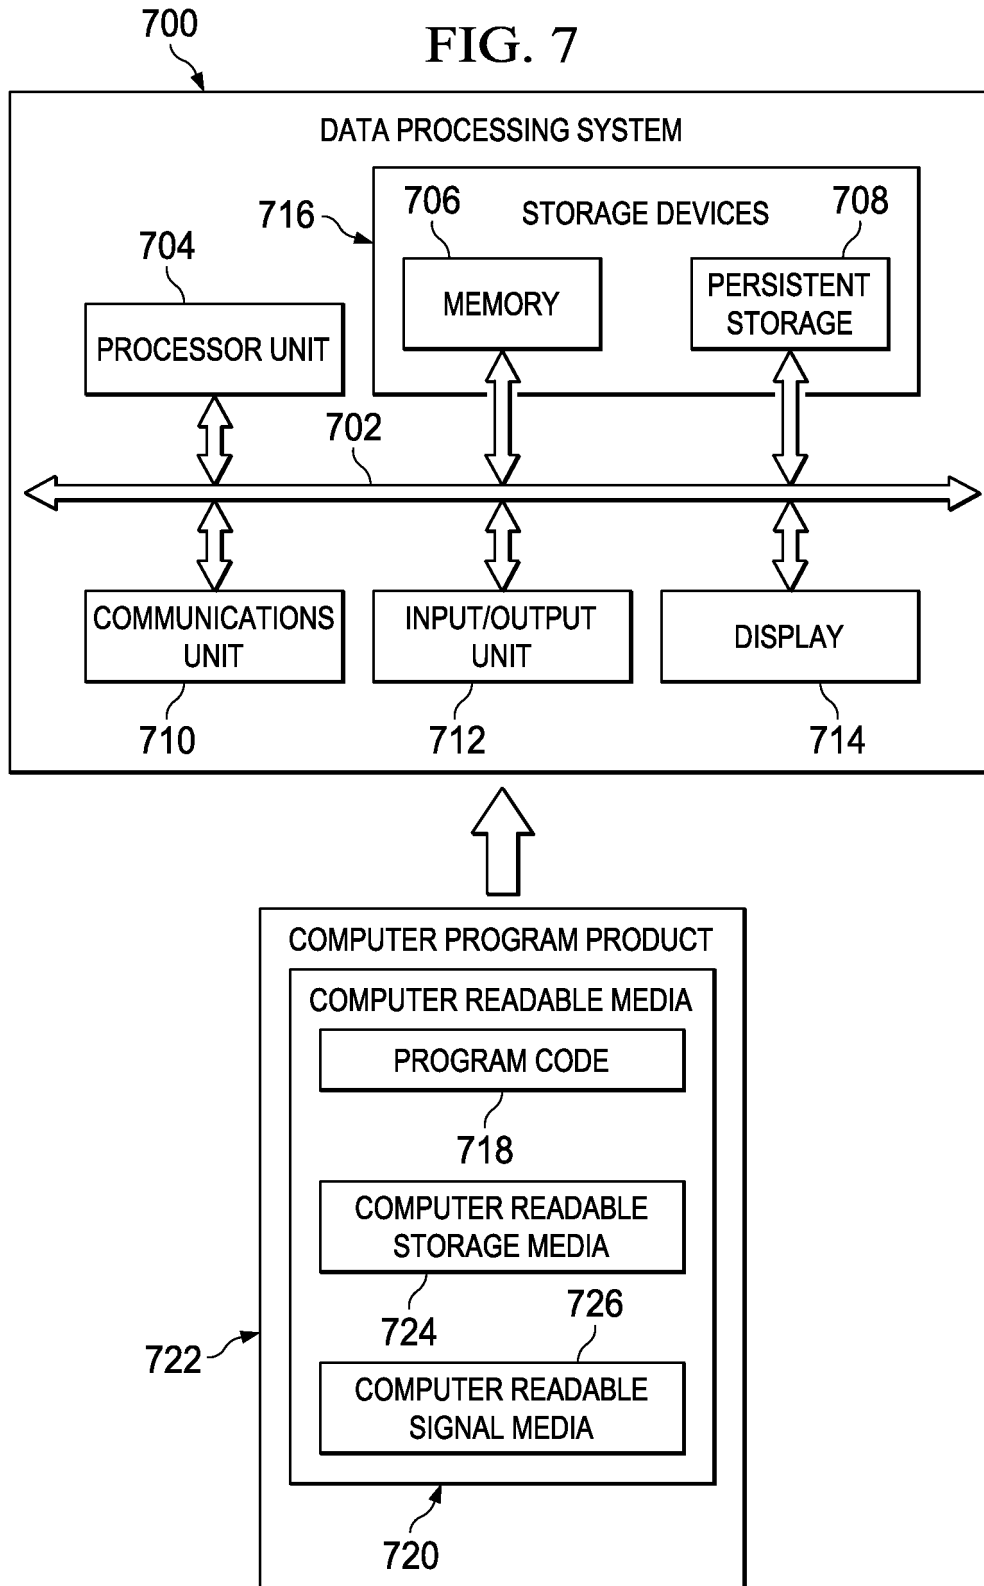 700
FIG. 7
DATA PROCESSING SYSTEM
716
706
STORAGE DEVICES
708
704
MEMORY
PERSISTENT
STORAGE
PROCESSOR UNIT
702
COMMUNICATIONS
UNIT
INPUT/OUTPUT
UNIT
DISPLAY
710
712
714
COMPUTER PROGRAM PRODUCT
COMPUTER READABLE MEDIA
PROGRAM CODE
718
COMPUTER READABLE
STORAGE MEDIA
724
726
722
COMPUTER READABLE
SIGNAL MEDIA
720